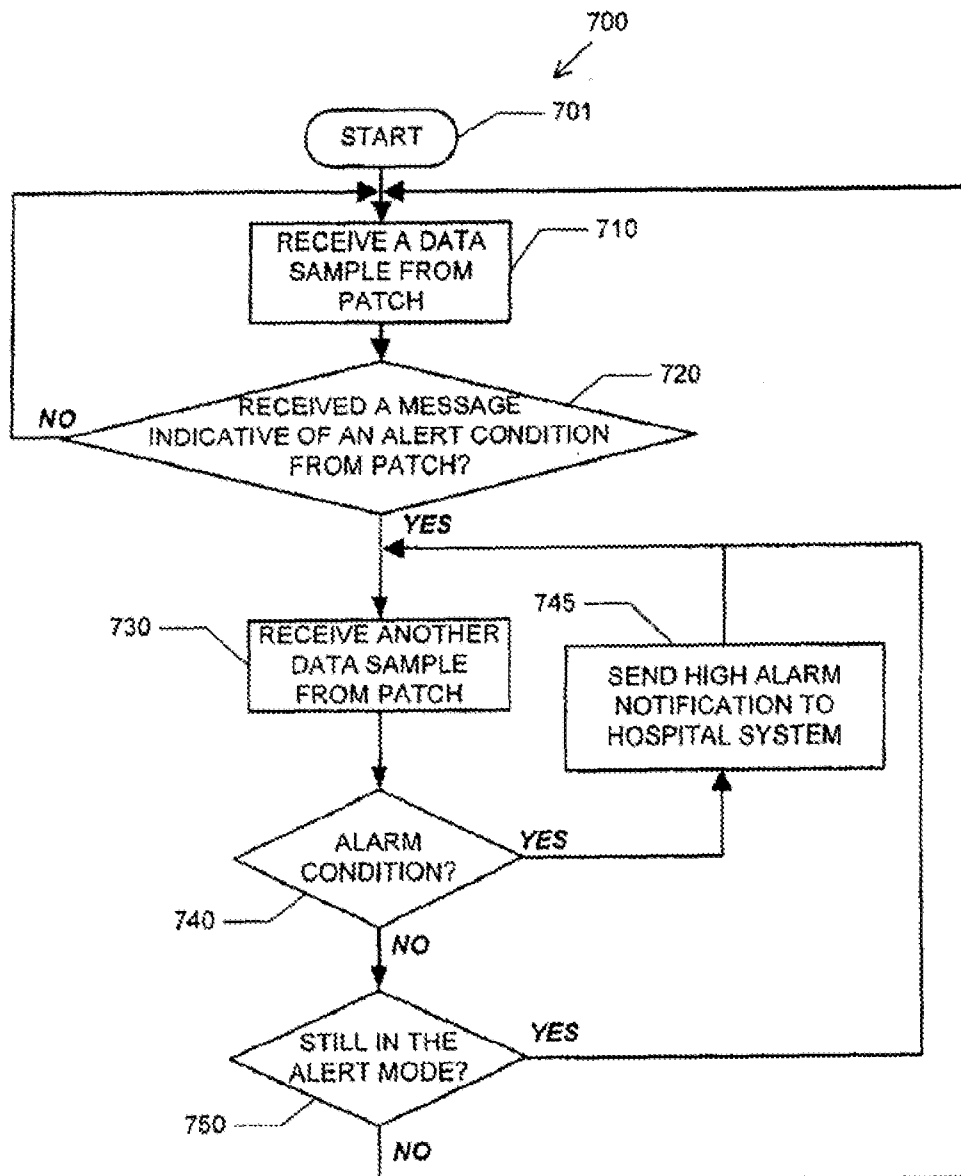 700
START
701
RECEIVE A DATA
SAMPLE FROM
PATCH
710
720
RECEIVED A MESSAGE
INDICATIVE OF AN ALERT CONDITION
FROM PATCH?
NO
YES
730
RECEIVE ANOTHER
DATA SAMPLE
FROM PATCH
745
SEND HIGH ALARM
NOTIFICATION TO
HOSPITAL SYSTEM
ALARM
CONDITION?
YES
740
NO
STILL IN THE
ALERT MODE?
YES
750
NO